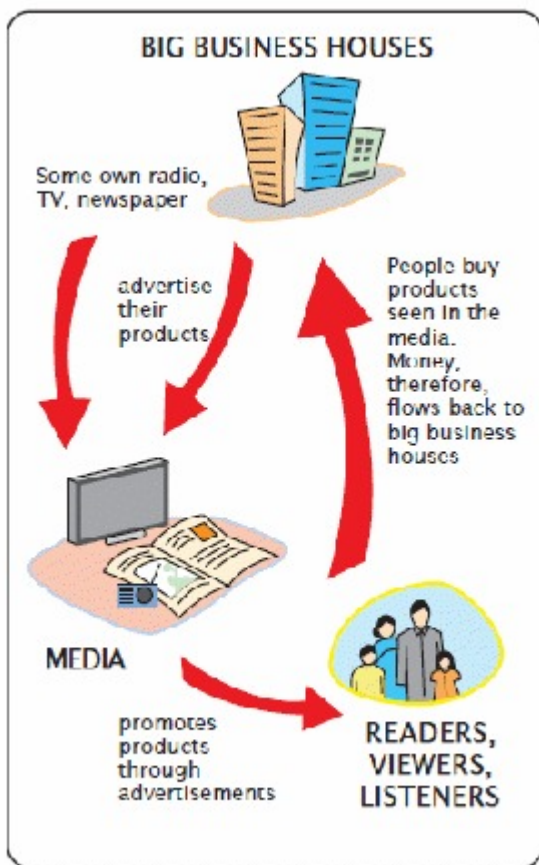 BIG BUSINESS HOUSES
Some own radio,
TV, newspaper
advertise
their
products
People buy
products
seen in the
media.
Money,
therefore,
flows back to
big business
houses
MEDIA
promotes
products
through
advertisements
READERS,
VIEWERS,
LISTENERS